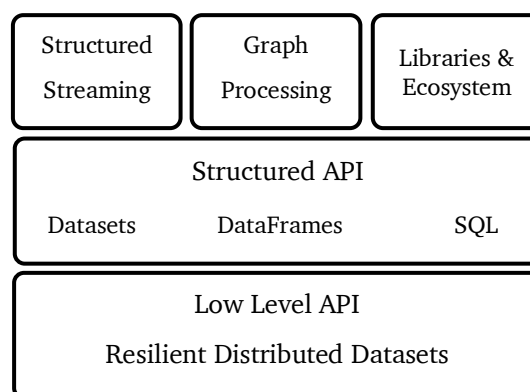 Structured
Streaming
Graph
Processing
Libraries &
Ecosystem
Structured API
Datasets DataFrames SQL
Low Level API
Resilient Distributed Datasets